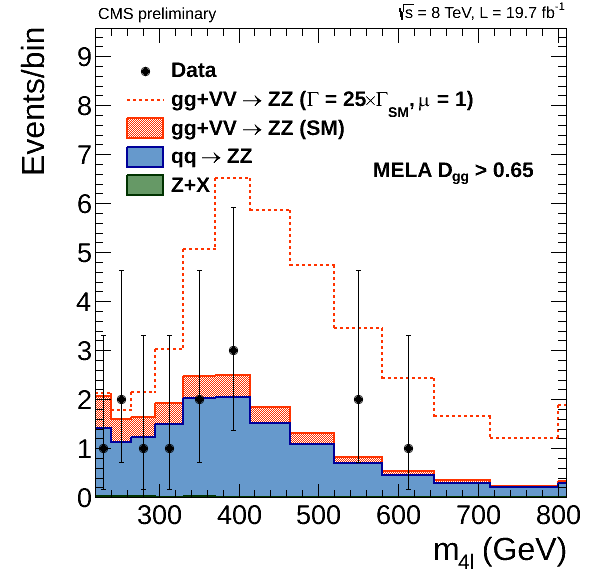 CMS preliminary
√s = 8 TeV, L = 19.7 fb⁻¹
Events/bin
9
8
7
6
5
4
3
2
1
0
Data
gg+VV → ZZ (Γ = 25×Γ_SM, μ = 1)
gg+VV → ZZ (SM)
qq → ZZ
Z+X
MELA D_gg > 0.65
300 400 500 600 700 800
m_4l (GeV)